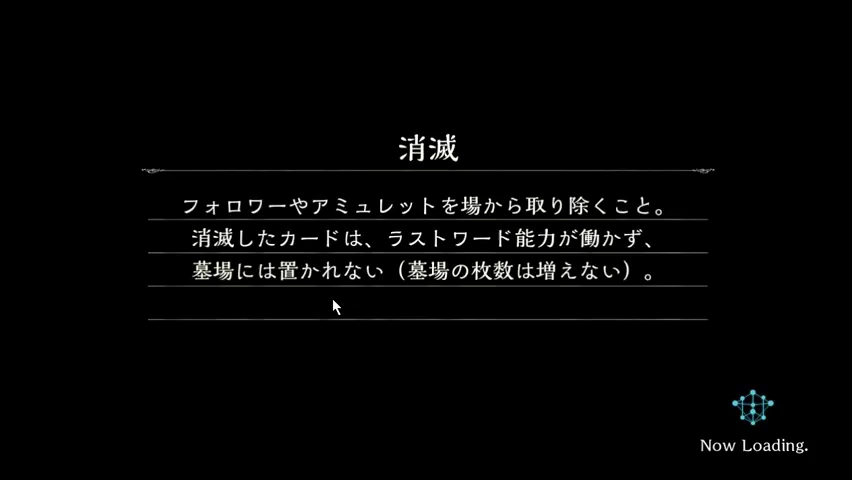 消滅
フォロワーやアミュレットを場から取り除くこと。
消滅したカードは、ラストワード能力が働かず、
墓場には置かれない（墓場の枚数は増えない）。
Now Loading.